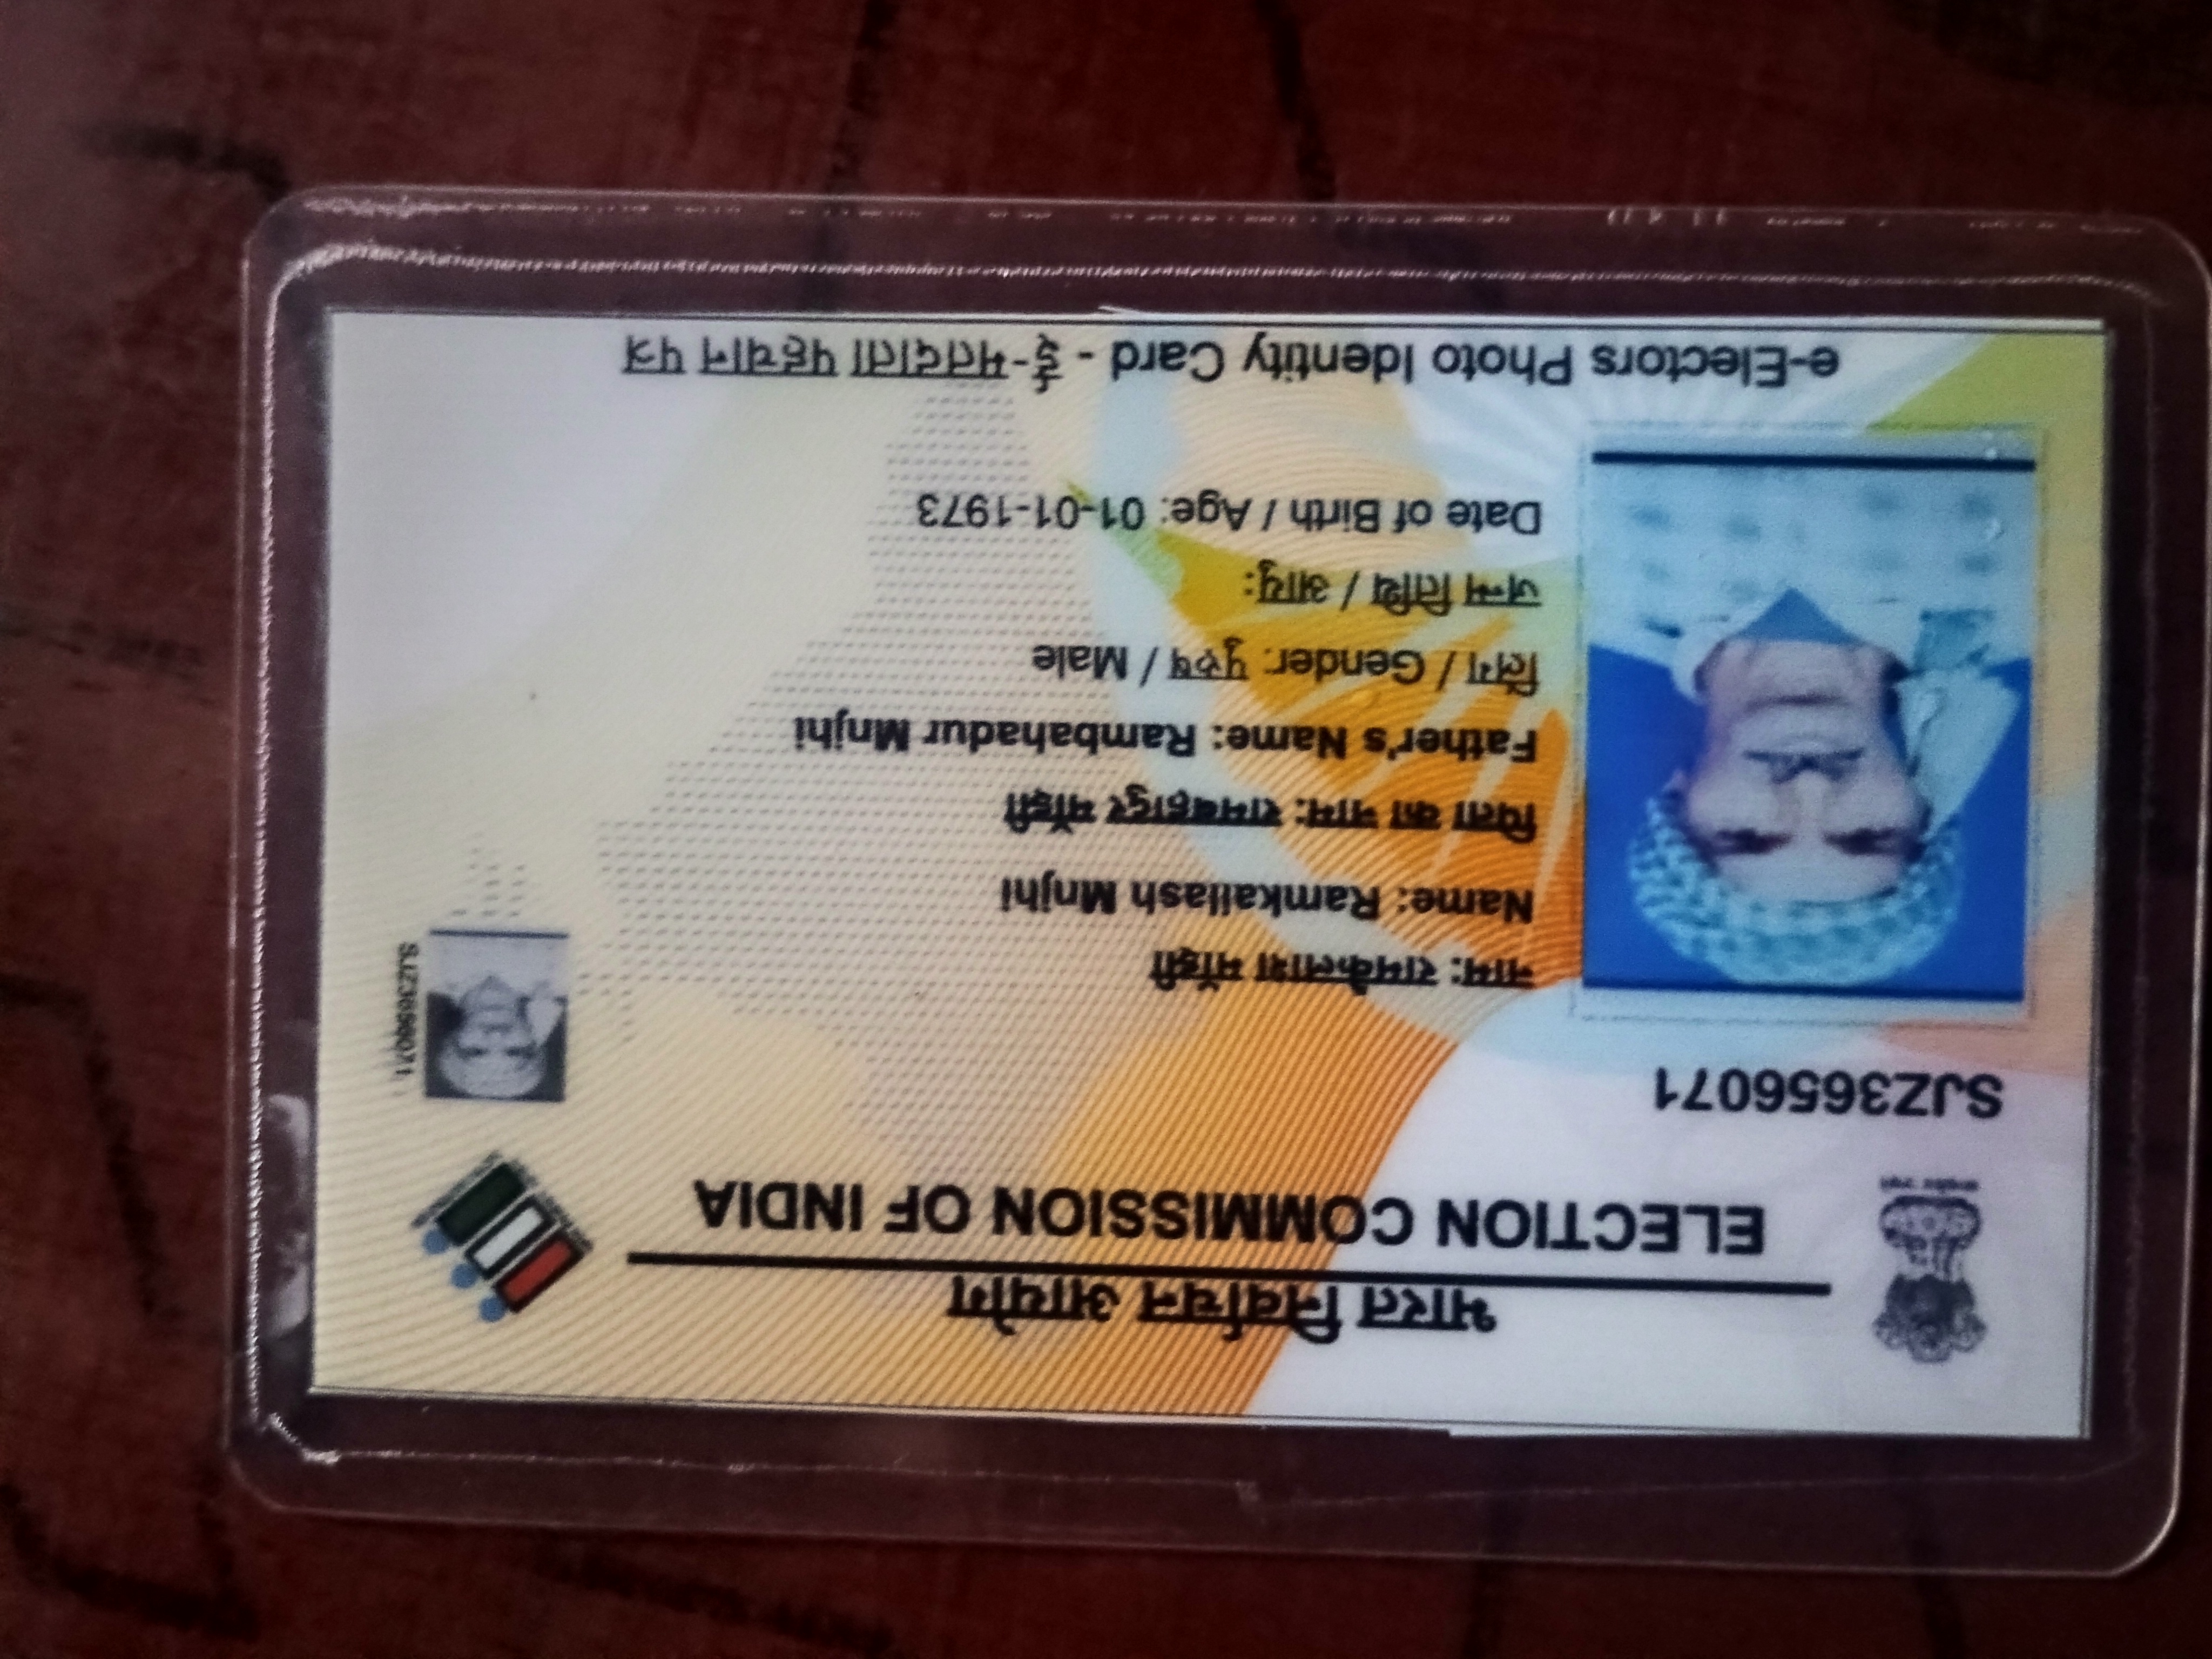 भारत निर्वाचन आयोग
ELECTION COMMISSION OF INDIA
SJZ3656071
नाम: रामकैलाश माँझी
Name: Ramkailash Mnjhi
पिता का नाम: रामबहादुर माँझी
Father's Name: Rambahadur Mnjhi
लिंग / Gender: पुरुष / Male
जन्म तिथि / आयु:
Date of Birth / Age: 01-01-1973
SJZ3656071
e-Electors Photo Identity Card - ई-मतदाता पहचान पत्र